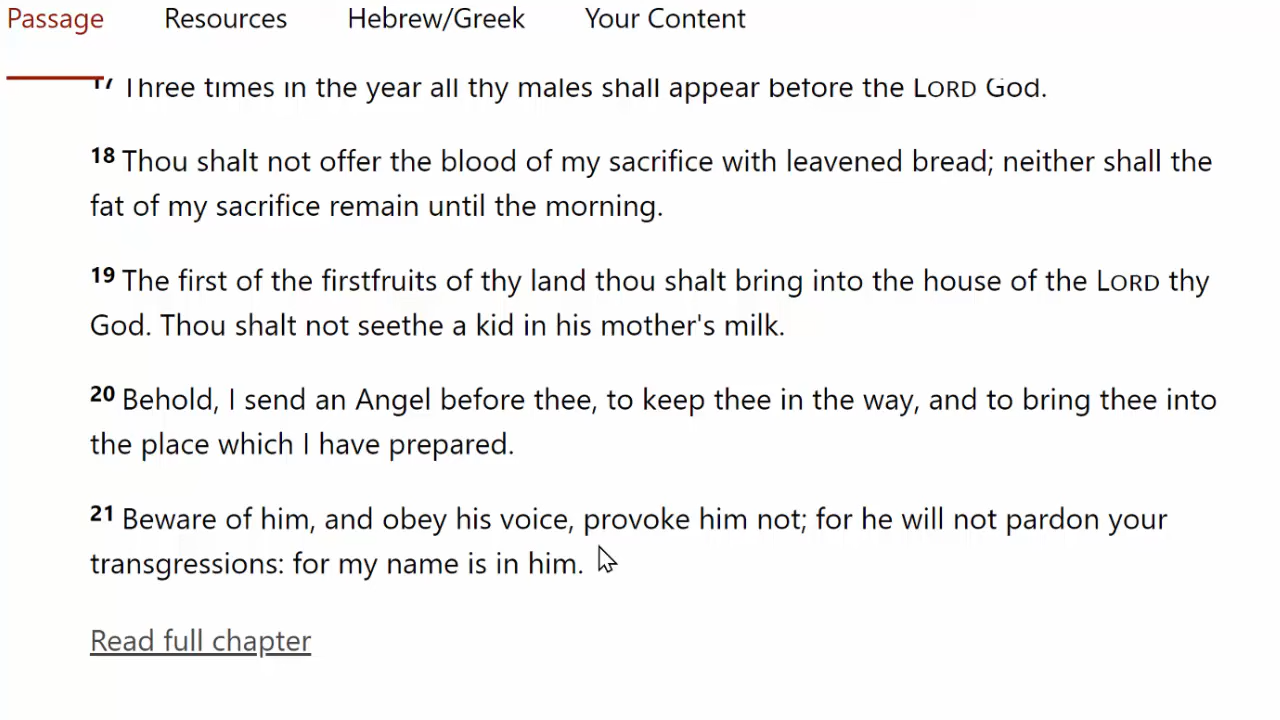 Passage Resources Hebrew/Greek Your Content
17 Three times in the year all thy males shall appear before the LORD God.
18 Thou shalt not offer the blood of my sacrifice with leavened bread; neither shall the
fat of my sacrifice remain until the morning.
19 The first of the firstfruits of thy land thou shalt bring into the house of the LORD thy
God. Thou shalt not seethe a kid in his mother's milk.
20 Behold, I send an Angel before thee, to keep thee in the way, and to bring thee into
the place which I have prepared.
21 Beware of him, and obey his voice, provoke him not; for he will not pardon your
transgressions: for my name is in him.
Read full chapter